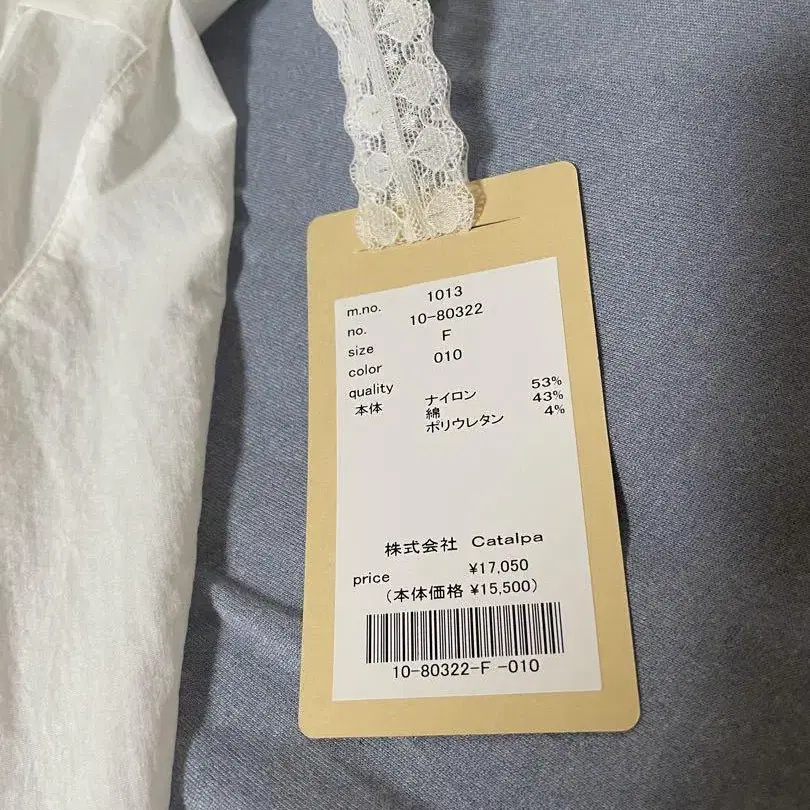 m.no. 1013
no. 10-80322
size F
color 010
quality
本体 ナイロン 53%
綿 43%
ポリウレタン 4%
株式会社 Catalpa
price ¥17,050
(本体価格 ¥15,500)
10-80322-F -010